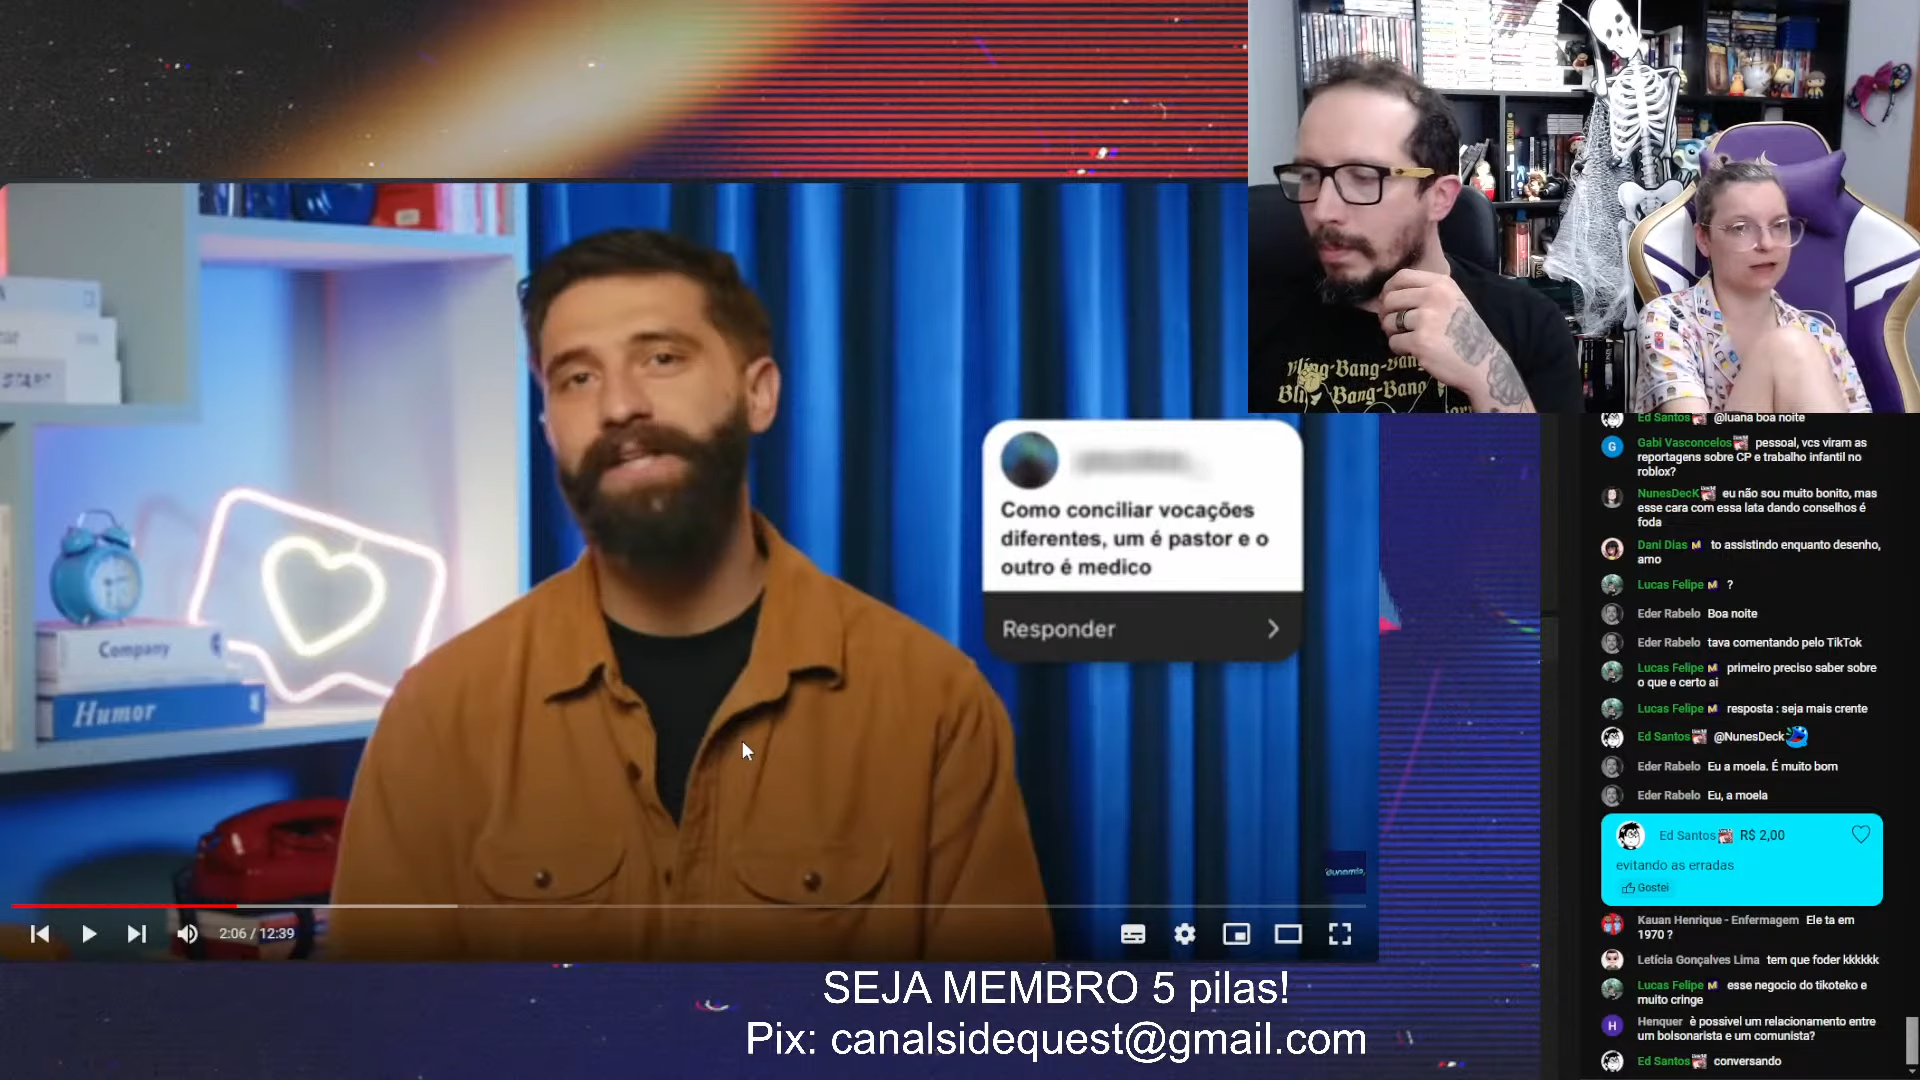 START
Company
Humor
Como conciliar vocações
diferentes, um é pastor e o
outro é medico
Responder
dunamis
2:06 / 12:39
SEJA MEMBRO 5 pilas!
Pix: canalsidequest@gmail.com
Bling-Bang-Bang
Bang-Bang
Ed Santos @luana boa noite
G Gabi Vasconcelos pessoal, vcs viram as
reportagens sobre CP e trabalho infantil no
roblox?
NunesDecK eu não sou muito bonito, mas
esse cara com essa lata dando conselhos é
foda
Dani Dias to assistindo enquanto desenho,
amo
Lucas Felipe ?
Eder Rabelo Boa noite
Eder Rabelo tava comentando pelo TikTok
Lucas Felipe primeiro preciso saber sobre
o que e certo ai
Lucas Felipe resposta : seja mais crente
Ed Santos @NunesDeck
Eder Rabelo Eu a moela. É muito bom
Eder Rabelo Eu, a moela
Ed Santos R$ 2,00
evitando as erradas
Gostei
Kauan Henrique - Enfermagem Ele ta em
1970 ?
Letícia Gonçalves Lima tem que foder kkkkkk
Lucas Felipe esse negocio do tikoteko e
muito cringe
H Henquer è possivel um relacionamento entre
um bolsonarista e um comunista?
Ed Santos conversando